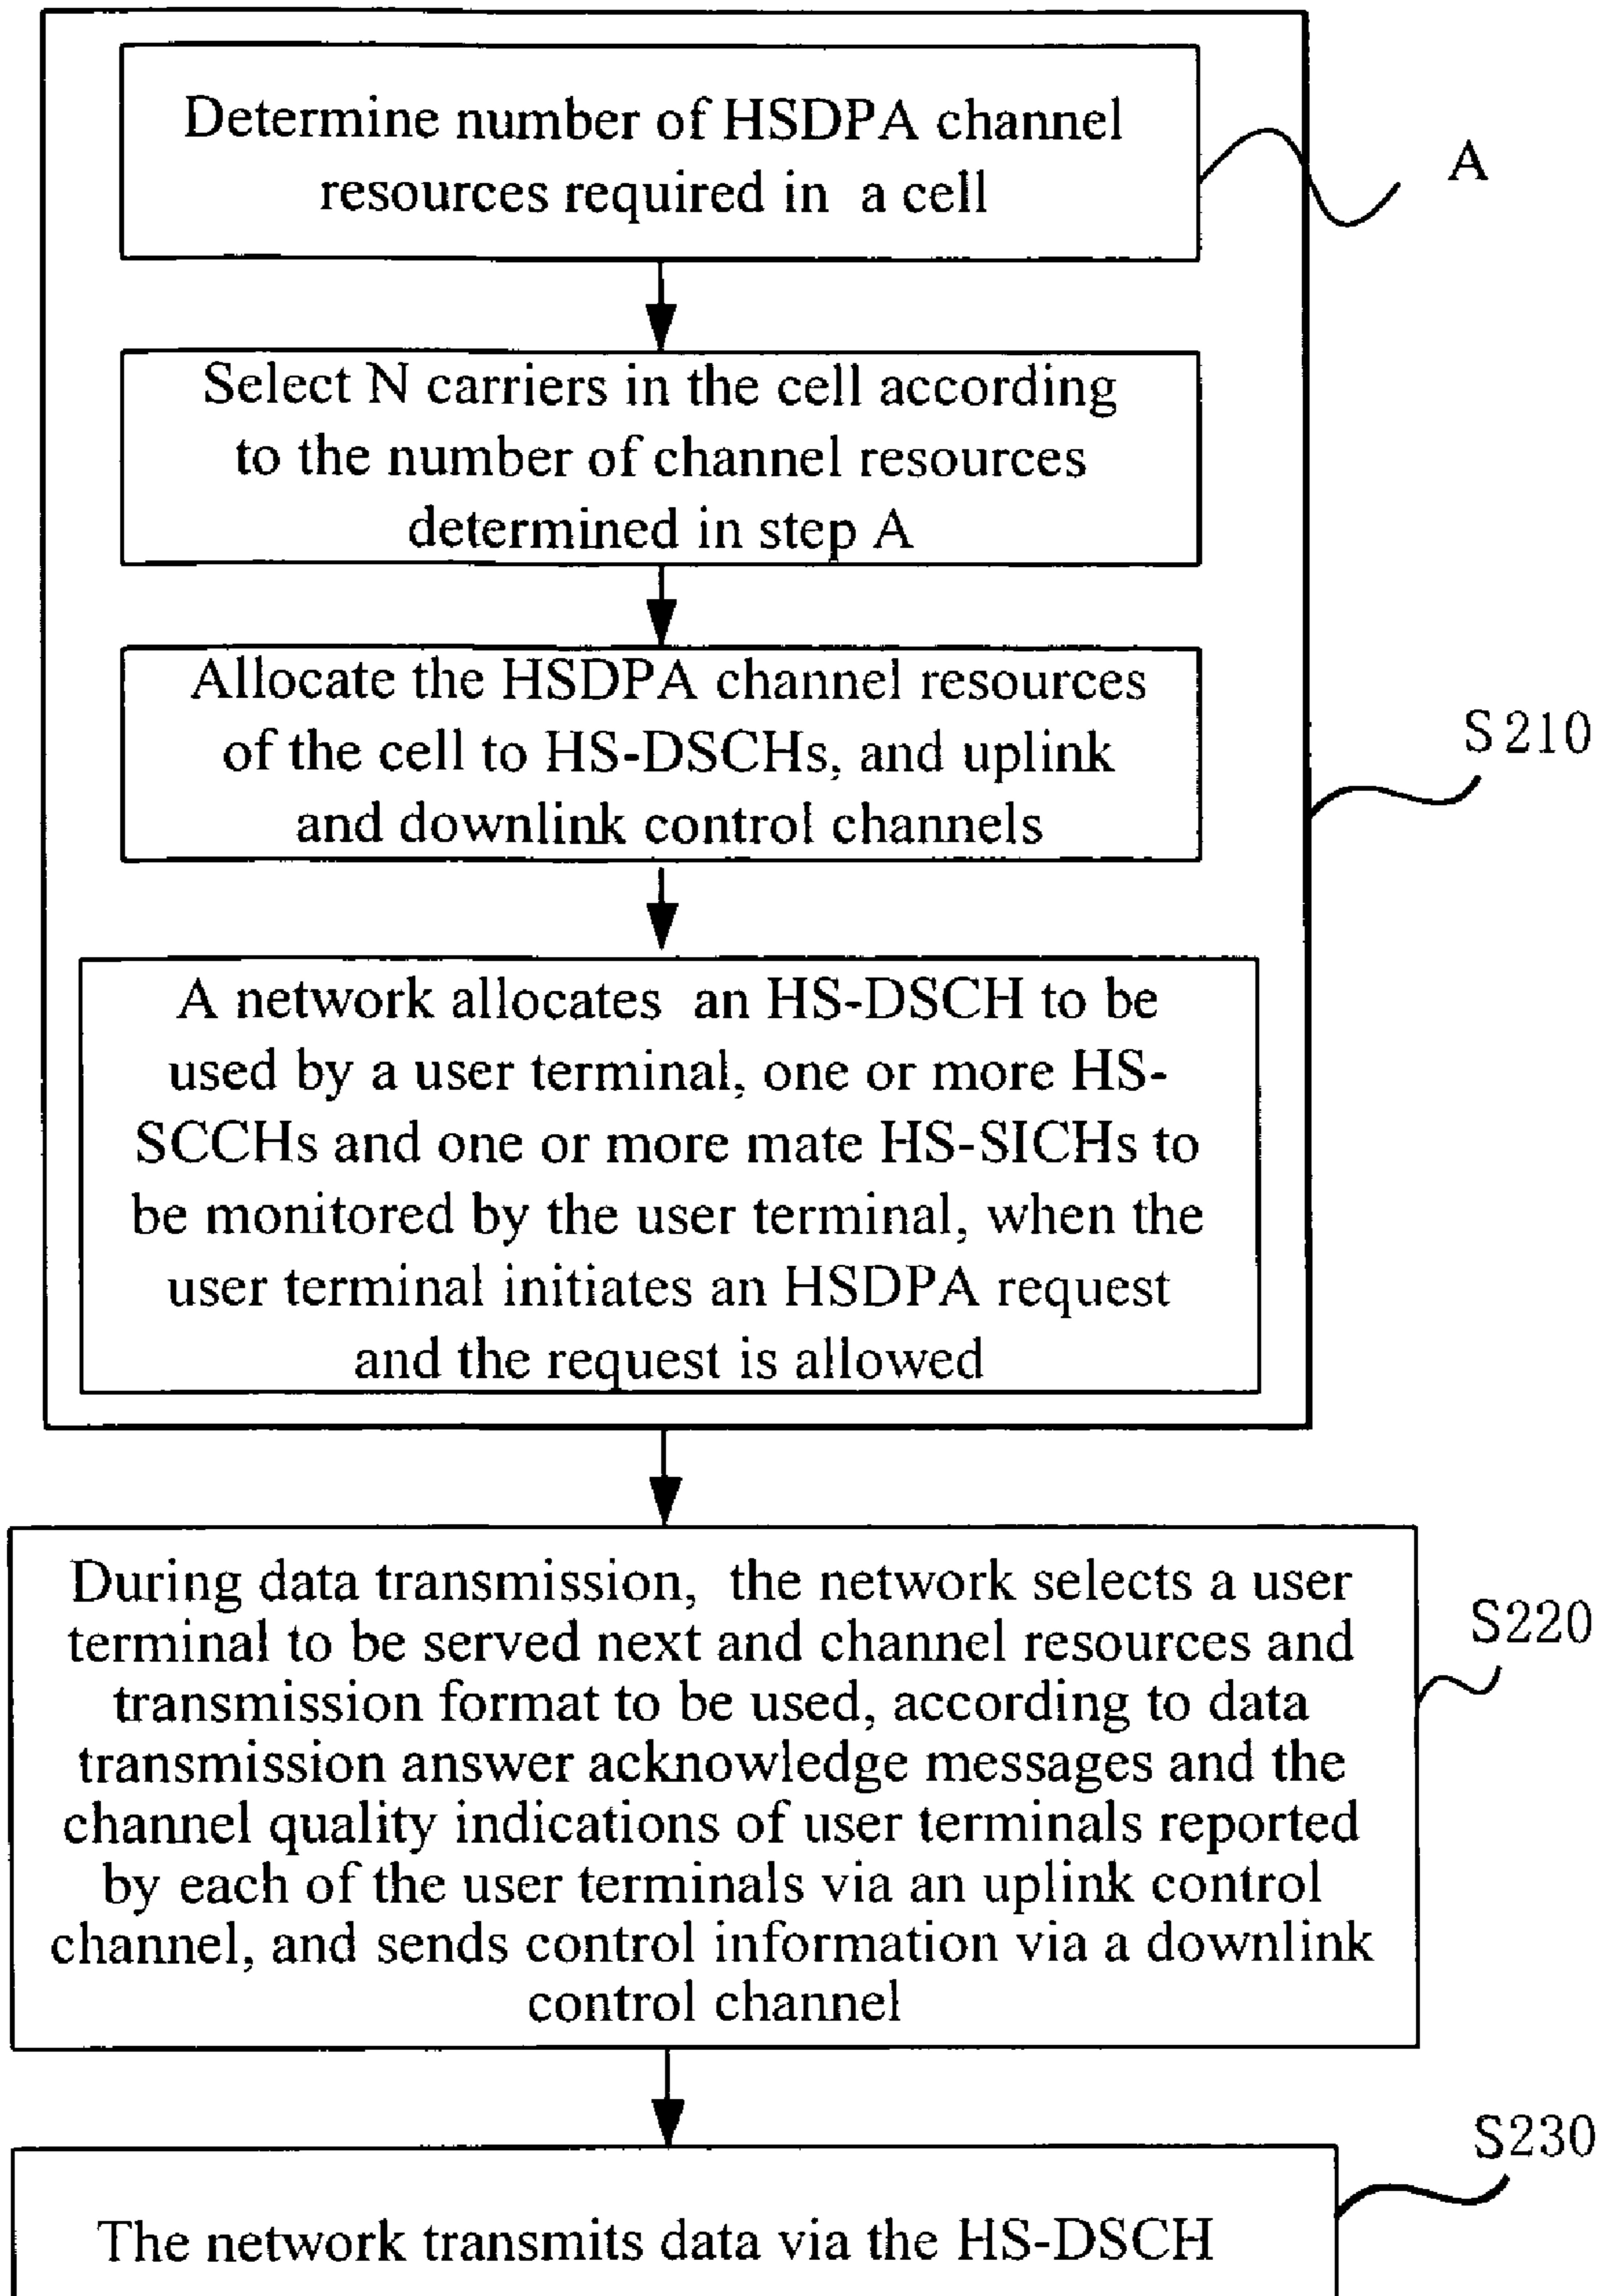 Determine number of HSDPA channel
resources required in a cell
A
Select N carriers in the cell according
to the number of channel resources
determined in step A
Allocate the HSDPA channel resources
of the cell to HS-DSCHs, and uplink
and downlink control channels
S210
A network allocates an HS-DSCH to be
used by a user terminal, one or more HS-
SCCHs and one or more mate HS-SICHs to
be monitored by the user terminal, when the
user terminal initiates an HSDPA request
and the request is allowed
During data transmission, the network selects a user
terminal to be served next and channel resources and
transmission format to be used, according to data
transmission answer acknowledge messages and the
channel quality indications of user terminals reported
by each of the user terminals via an uplink control
channel, and sends control information via a downlink
control channel
S220
S230
The network transmits data via the HS-DSCH